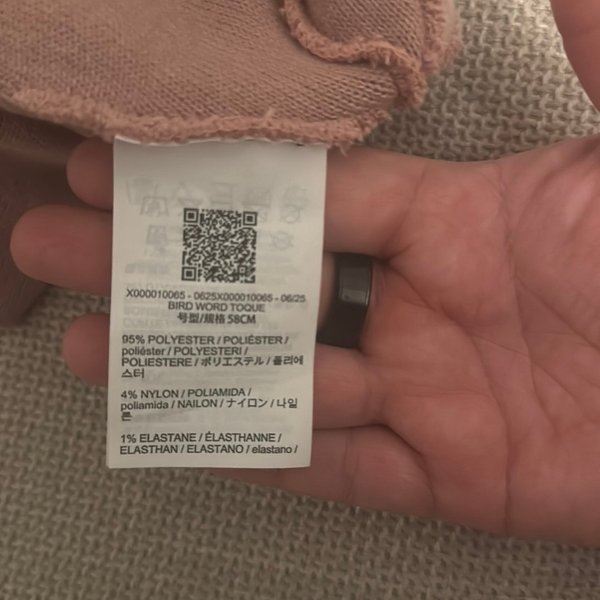 X000010065 - 0625X000010065 - 06/25
BIRD WORD TOQUE
号型/规格 58CM
95% POLYESTER / POLIÉSTER /
poliéster / POLYESTERI /
POLIESTERE / ポリエステル / 폴리에
스터
4% NYLON / POLIAMIDA /
poliamida / NAILON / ナイロン / 나일
론
1% ELASTANE / ÉLASTHANNE /
ELASTHAN / ELASTANO / elastano /